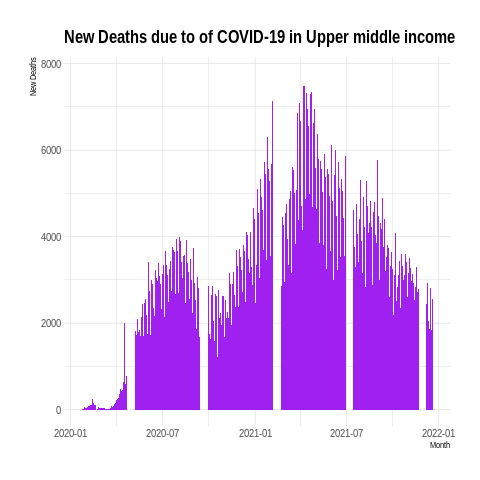 New Deaths due to of COVID-19 in Upper middle income
New Deaths
8000
6000
4000
2000
0
2020-01 2020-07 2021-01 2021-07 2022-01
Month